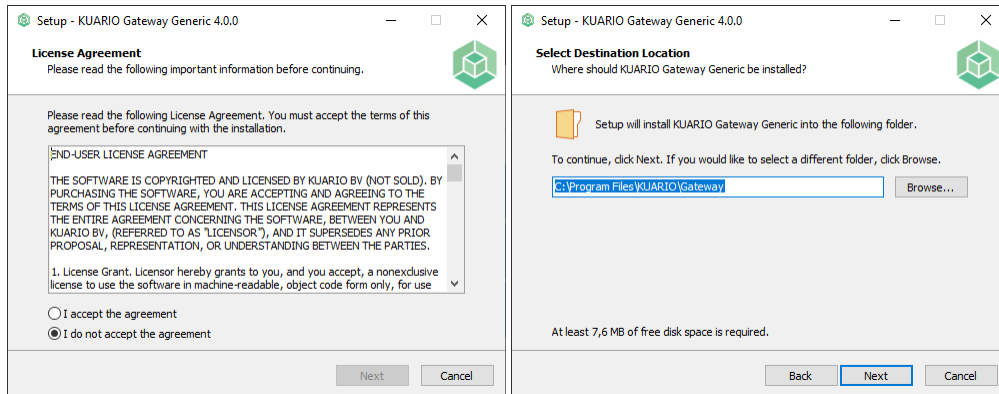 Setup - KUARIO Gateway Generic 4.0.0
License Agreement
Please read the following important information before continuing.
Please read the following License Agreement. You must accept the terms of this
agreement before continuing with the installation.
END-USER LICENSE AGREEMENT
THE SOFTWARE IS COPYRIGHTED AND LICENSED BY KUARIO BV (NOT SOLD). BY
PURCHASING THE SOFTWARE, YOU ARE ACCEPTING AND AGREEING TO THE
TERMS OF THIS LICENSE AGREEMENT. THIS LICENSE AGREEMENT REPRESENTS
THE ENTIRE AGREEMENT CONCERNING THE SOFTWARE, BETWEEN YOU AND
KUARIO BV, (REFERRED TO AS "LICENSOR"), AND IT SUPERSEDES ANY PRIOR
PROPOSAL, REPRESENTATION, OR UNDERSTANDING BETWEEN THE PARTIES.
1. License Grant. Licensor hereby grants to you, and you accept, a nonexclusive
license to use the software in machine-readable, object code form only, for use
I accept the agreement
I do not accept the agreement
Next
Cancel
Setup - KUARIO Gateway Generic 4.0.0
Select Destination Location
Where should KUARIO Gateway Generic be installed?
Setup will install KUARIO Gateway Generic into the following folder.
To continue, click Next. If you would like to select a different folder, click Browse.
C:\Program Files\KUARIO\Gateway
Browse...
At least 7,6 MB of free disk space is required.
Back
Next
Cancel